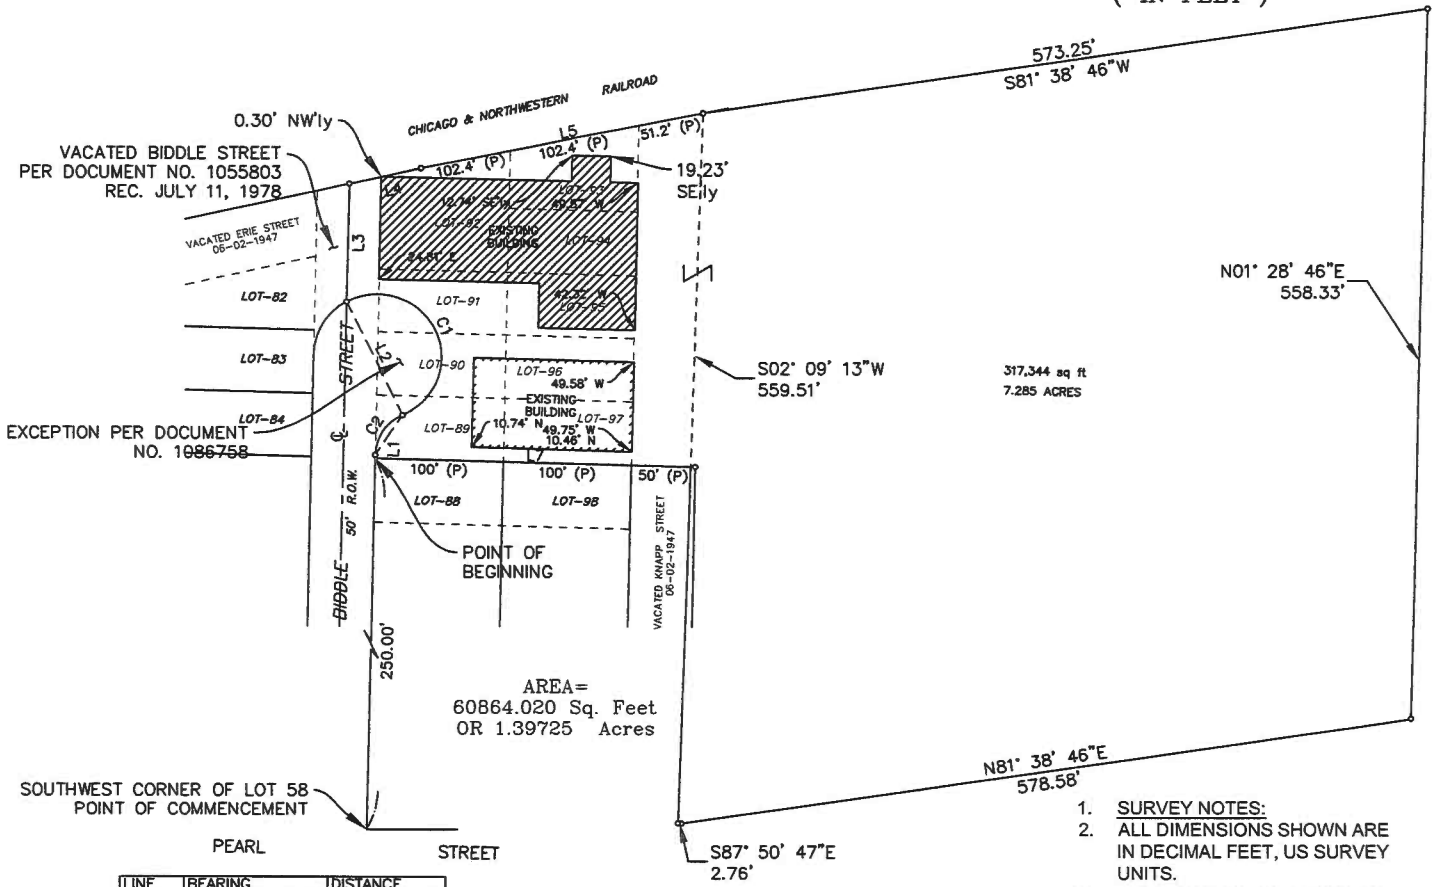 ( IN FEET )
573.25'
S81° 38' 46"W
CHICAGO & NORTHWESTERN RAILROAD
0.30' NW'ly
VACATED BIDDLE STREET
PER DOCUMENT NO. 1055803
REC. JULY 11, 1978
L5
102.4' (P)
102.4' (P)
51.2' (P)
19.23'
SE'ly
L4
LOT-93
12.74' SE'ly
49.57' W
VACATED ERIE STREET
06-02-1947
L3
LOT-92
EXISTING
BUILDING
LOT-94
24.81' E
N01° 28' 46"E
558.33'
LOT-82
LOT-91
42.32' W
LOT-95
C1
LOT-83
L2
LOT-90
LOT-96
49.58' W
S02° 09' 13"W
559.51'
317,344 sq ft
7.285 ACRES
EXISTING
BUILDING
LOT-84
LOT-89
10.74' N
49.75' W
LOT-97
10.46' N
EXCEPTION PER DOCUMENT
NO. 1086758
C2
L1
L7
100' (P)
100' (P)
50' (P)
LOT-88
LOT-98
BIDDLE STREET
50' R.O.W.
VACATED KNAPP STREET
06-02-1947
POINT OF
BEGINNING
250.00'
AREA=
60864.020 Sq. Feet
OR 1.39725 Acres
N81° 38' 46"E
578.58'
SOUTHWEST CORNER OF LOT 58
POINT OF COMMENCEMENT
PEARL STREET
S87° 50' 47"E
2.76'
1. SURVEY NOTES:
2. ALL DIMENSIONS SHOWN ARE
IN DECIMAL FEET, US SURVEY
UNITS.
LINE BEARING DISTANCE